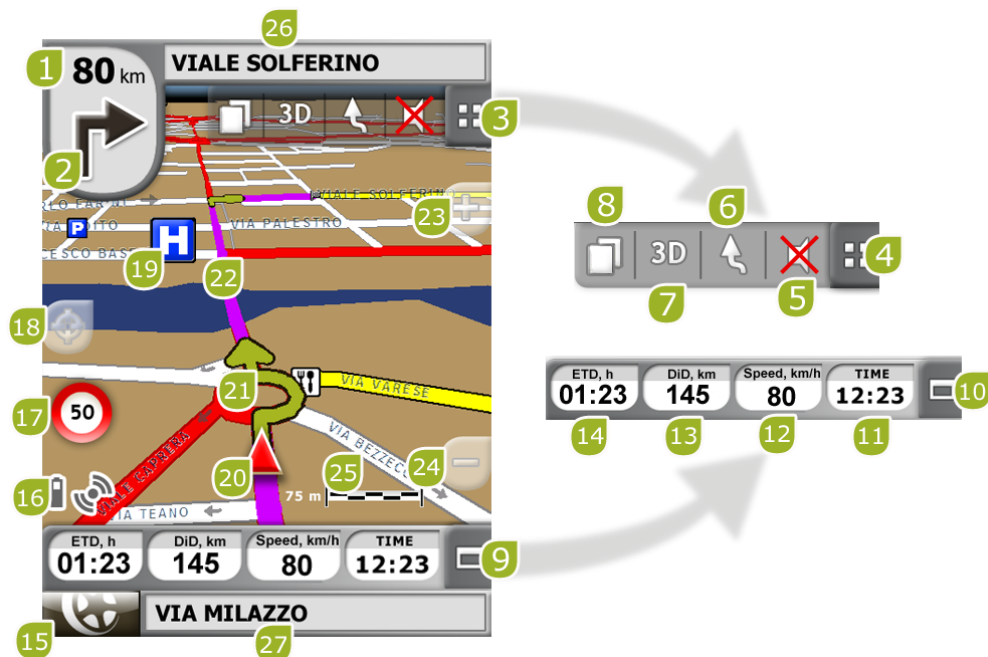 26
1
80 km
VIALE SOLFERINO
3D
3
2
VIALE SOLFERIN
23
P
VIA PALESTRO
H
19
22
18
21
VIA VARESE
17
50
VIALE CAPRERA
VIA BEZZECC
20
25
24
75 m
16
VIA TEANO
ETD, h
01:23
DiD, km
145
Speed, km/h
80
TIME
12:23
9
15
VIA MILAZZO
27
8
6
3D
4
7
5
ETD, h
01:23
DiD, km
145
Speed, km/h
80
TIME
12:23
10
14
13
12
11